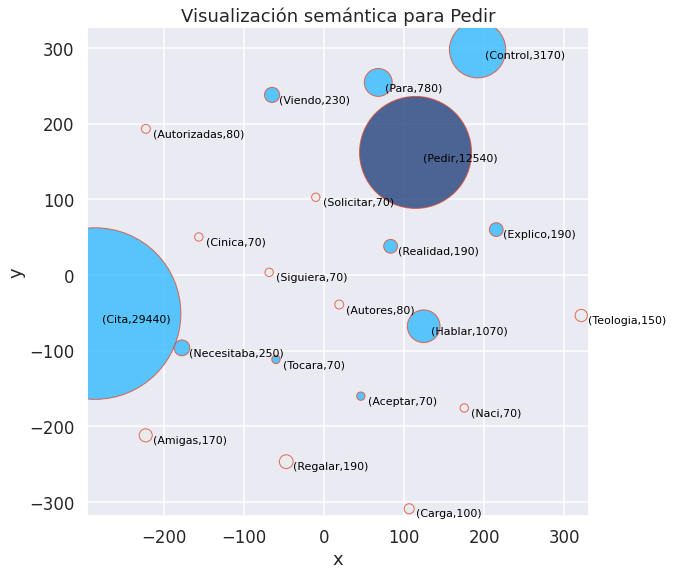 Visualización semántica para Pedir
300
200
100
0
−100
−200
−300
y
(Control,3170)
(Para,780)
(Viendo,230)
(Autorizadas,80)
(Pedir,12540)
(Solicitar,70)
(Explico,190)
(Cinica,70)
(Realidad,190)
(Siguiera,70)
(Autores,80)
(Cita,29440)
(Teologia,150)
(Hablar,1070)
(Necesitaba,250)
(Tocara,70)
(Aceptar,70)
(Naci,70)
(Amigas,170)
(Regalar,190)
(Carga,100)
−200
−100
0
100
200
300
x